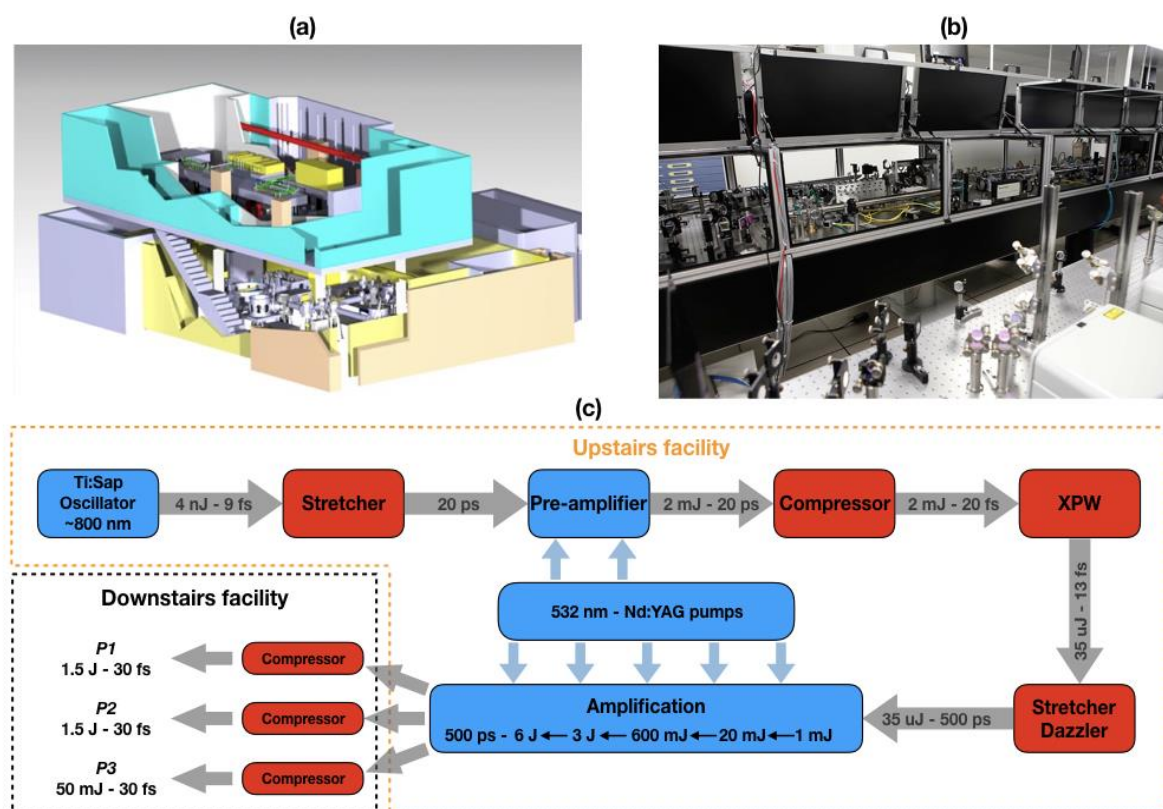 (a)
(b)
(c)
Upstairs facility
Ti:Sap
Oscillator
~800 nm
4 nJ - 9 fs
Stretcher
20 ps
Pre-amplifier
2 mJ - 20 ps
Compressor
2 mJ - 20 fs
XPW
35 uJ - 13 fs
532 nm - Nd:YAG pumps
Stretcher
Dazzler
35 uJ - 500 ps
Amplification
500 ps - 6 J ← 3 J ← 600 mJ ← 20 mJ ← 1 mJ
Downstairs facility
P1
1.5 J - 30 fs
Compressor
P2
1.5 J - 30 fs
Compressor
P3
50 mJ - 30 fs
Compressor